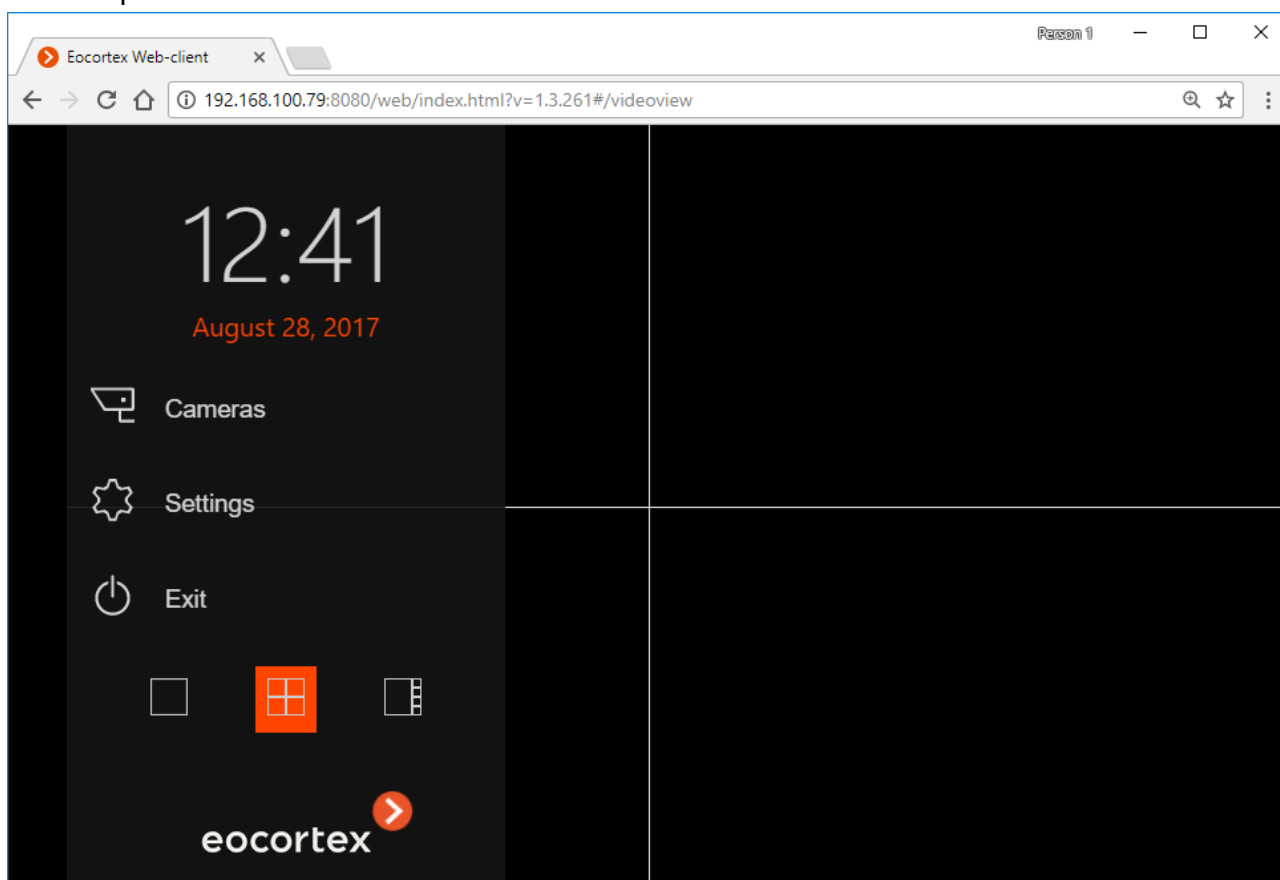 Person 1
Eocortex Web-client
192.168.100.79:8080/web/index.html?v=1.3.261#/videoview
12:41
August 28, 2017
Cameras
Settings
Exit
eocortex